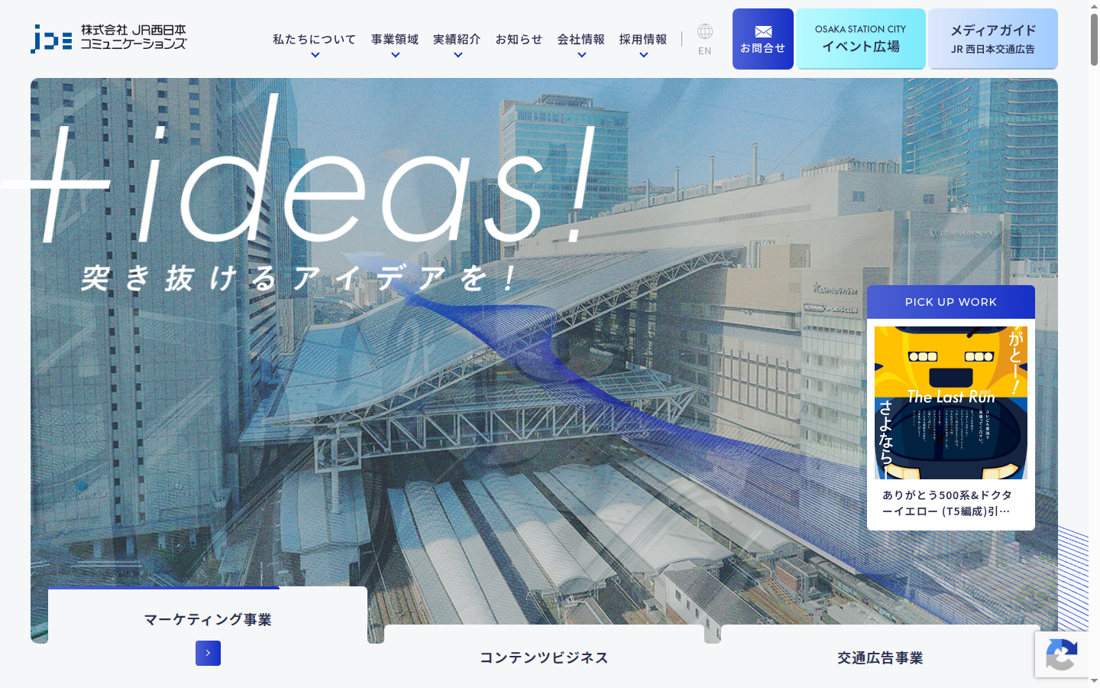 株式会社 JR西日本
コミュニケーションズ
私たちについて
事業領域
実績紹介
お知らせ
会社情報
採用情報
EN
お問合せ
OSAKA STATION CITY
イベント広場
メディアガイド
JR 西日本交通広告
+ideas!
突き抜けるアイデアを！
PICK UP WORK
がとー！
The Last Run
さよなら
ありがとう500系&ドクタ
ーイエロー (T5編成)引…
マーケティング事業
コンテンツビジネス
交通広告事業